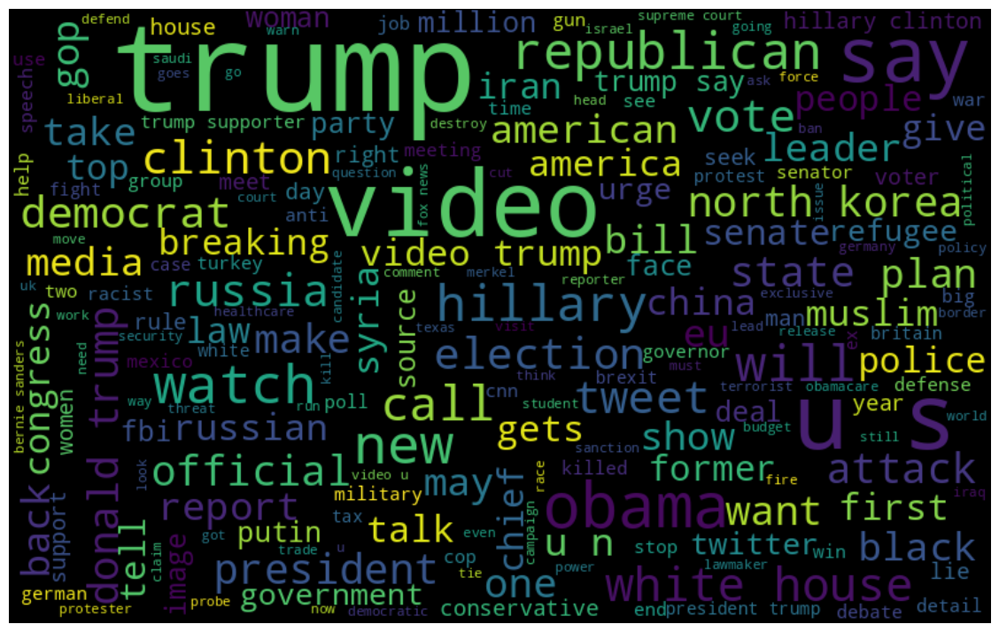 trump
video
say
u s
republican
obama
hillary
clinton
new
watch
election
democrat
russia
white house
north korea
donald trump
president
official
will
vote
american
america
video trump
breaking
media
top
take
gop
house
defend
warn
woman
job
million
gun
israel
supreme court
going
hillary clinton
use
saudi
goes
go
iran
trump say
ask
force
people
war
speech
liberal
trump supporter
party
time
destroy
head
see
ban
leader
give
help
fight
group
meet
court
right
question
day
anti
meeting
fox news
cut
urge
seek
protest
senator
voter
issue
political
move
case
turkey
candidate
comment
merkel
reporter
bill
face
senate
refugee
germany
policy
state
plan
uk
two
racist
rule
healthcare
syria
source
texas
visit
china
exclusive
man
muslim
big
border
work
security
law
white
make
lead
release
ex
britain
eu
governor
police
congress
bernie sanders
need
women
mexico
way
threat
run
kill
poll
call
cnn
think
brexit
must
student
tweet
terrorist
obamacare
defense
deal
year
world
fbi
russian
gets
sanction
show
budget
still
look
killed
former
attack
fire
iraq
video u
military
may
chief
race
want
first
back
support
tell
report
tax
talk
u n
stop
twitter
win
black
claim
image
got
putin
trade
u
even
cop
tie
campaign
power
lawmaker
lie
german
protester
probe
government
now
democratic
conservative
one
end
president trump
debate
detail